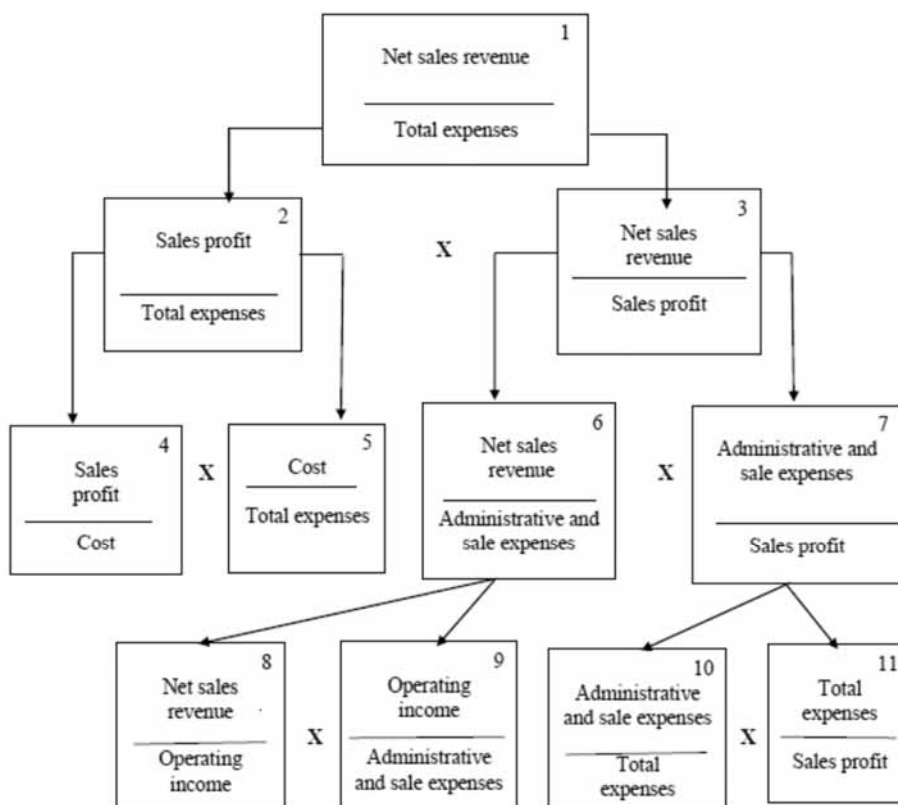 1
Net sales revenue
Total expenses
2
Sales profit
Total expenses
X
3
Net sales
revenue
Sales profit
4
Sales
profit
Cost
X
5
Cost
Total expenses
6
Net sales
revenue
Administrative and
sale expenses
X
7
Administrative and
sale expenses
Sales profit
8
Net sales
revenue
Operating
income
X
9
Operating
income
Administrative
and sale expenses
10
Administrative
and sale expenses
Total
expenses
X
11
Total
expenses
Sales profit